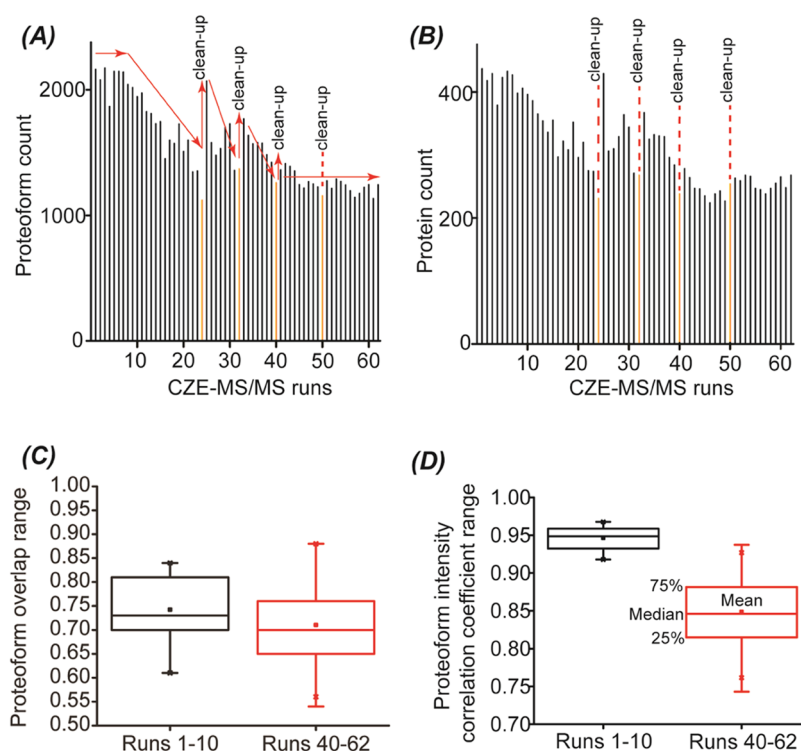 (A)
clean-up
clean-up
clean-up
clean-up
Proteoform count
2000
1000
0
10 20 30 40 50 60
CZE-MS/MS runs
(B)
clean-up
clean-up
clean-up
clean-up
Protein count
400
200
0
10 20 30 40 50 60
CZE-MS/MS runs
(C)
Proteoform overlap range
1.00
0.95
0.90
0.85
0.80
0.75
0.70
0.65
0.60
0.55
0.50
Runs 1-10 Runs 40-62
(D)
Proteoform intensity
correlation coefficient range
1.00
0.95
0.90
0.85
0.80
0.75
0.70
75%
Median
25%
Mean
Runs 1-10 Runs 40-62